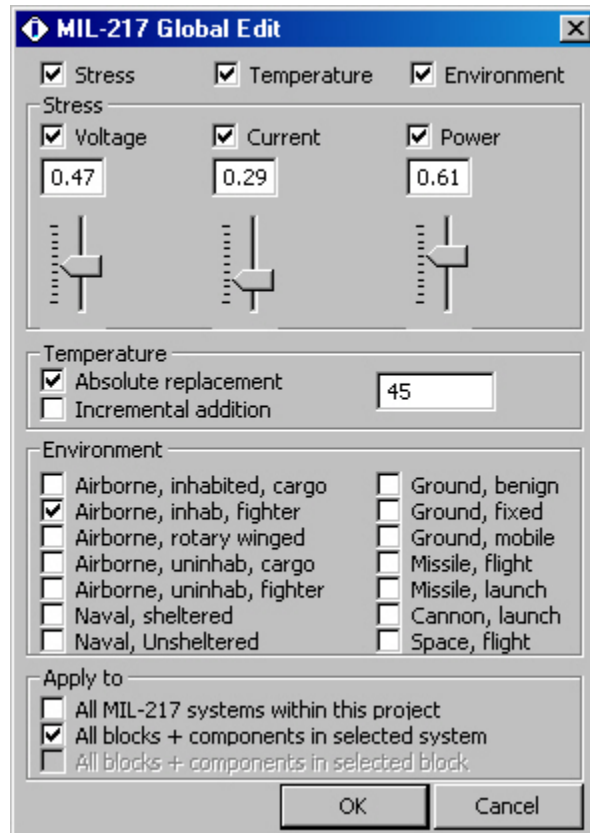 MIL-217 Global Edit
Stress Temperature Environment
Stress
Voltage Current Power
0.47 0.29 0.61
Temperature
Absolute replacement
45
Incremental addition
Environment
Airborne, inhabited, cargo Ground, benign
Airborne, inhab, fighter Ground, fixed
Airborne, rotary winged Ground, mobile
Airborne, uninhab, cargo Missile, flight
Airborne, uninhab, fighter Missile, launch
Naval, sheltered Cannon, launch
Naval, Unsheltered Space, flight
Apply to
All MIL-217 systems within this project
All blocks + components in selected system
All blocks + components in selected block
OK Cancel